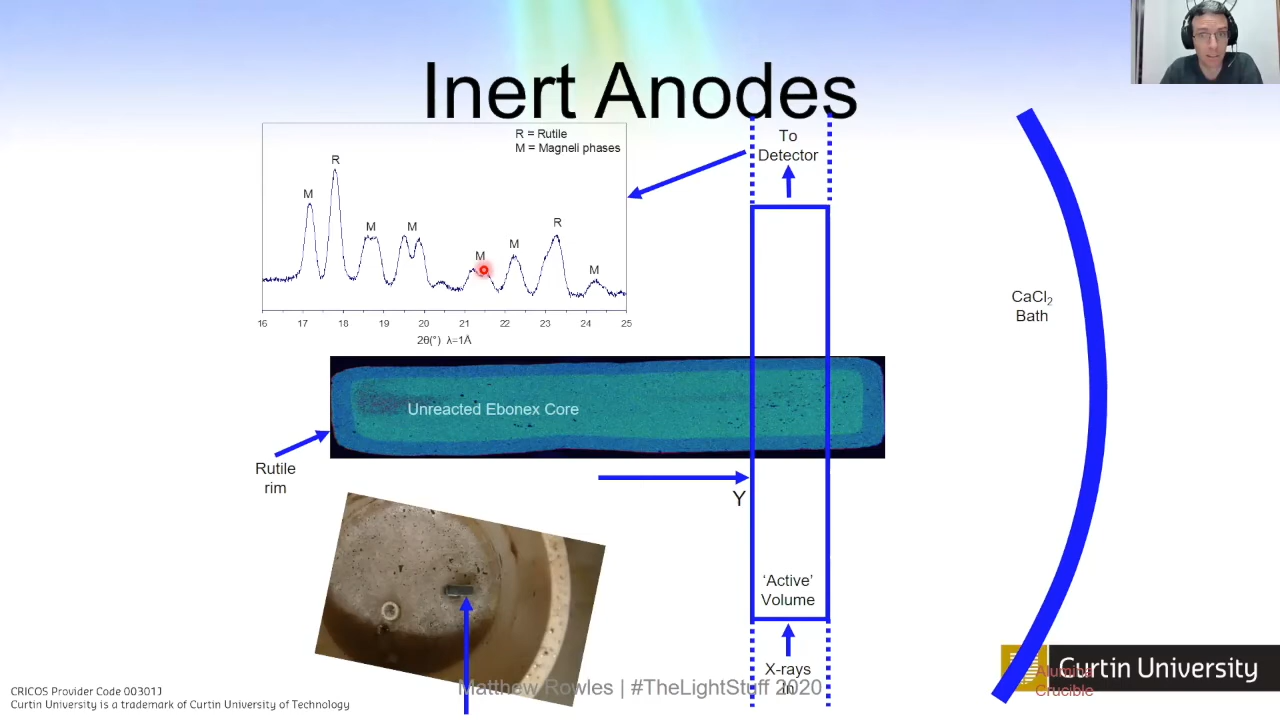 Inert Anodes
R = Rutile
M = Magneli phases
M
R
M
M
M
M
R
M
16 17 18 19 20 21 22 23 24 25
2θ(°) λ=1Å
To
Detector
CaCl₂
Bath
Unreacted Ebonex Core
Rutile
rim
Y
'Active'
Volume
X-rays
In
Alumina
Crucible
Curtin University
Matthew Rowles | #TheLightStuff 2020
CRICOS Provider Code 00301J
Curtin University is a trademark of Curtin University of Technology